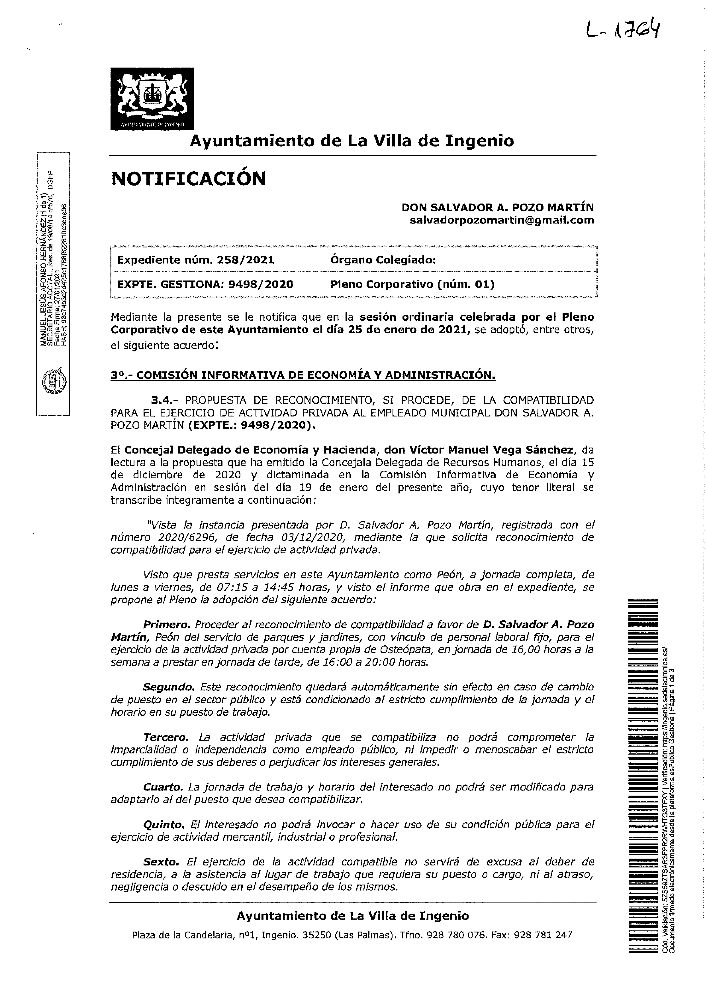 L- 1764
AYUNTAMIENTO DE INGENIO
Ayuntamiento de La Villa de Ingenio
NOTIFICACIÓN
DON SALVADOR A. POZO MARTÍN
salvadorpozomartin@gmail.com
Expediente núm. 258/2021
Órgano Colegiado:
EXPTE. GESTIONA: 9498/2020
Pleno Corporativo (núm. 01)
Mediante la presente se le notifica que en la sesión ordinaria celebrada por el Pleno
Corporativo de este Ayuntamiento el día 25 de enero de 2021, se adoptó, entre otros,
el siguiente acuerdo:
3º.- COMISIÓN INFORMATIVA DE ECONOMÍA Y ADMINISTRACIÓN.
3.4.- PROPUESTA DE RECONOCIMIENTO, SI PROCEDE, DE LA COMPATIBILIDAD
PARA EL EJERCICIO DE ACTIVIDAD PRIVADA AL EMPLEADO MUNICIPAL DON SALVADOR A.
POZO MARTÍN (EXPTE.: 9498/2020).
El Concejal Delegado de Economía y Hacienda, don Víctor Manuel Vega Sánchez, da
lectura a la propuesta que ha emitido la Concejala Delegada de Recursos Humanos, el día 15
de diciembre de 2020 y dictaminada en la Comisión Informativa de Economía y
Administración en sesión del día 19 de enero del presente año, cuyo tenor literal se
transcribe íntegramente a continuación:
"Vista la instancia presentada por D. Salvador A. Pozo Martín, registrada con el
número 2020/6296, de fecha 03/12/2020, mediante la que solicita reconocimiento de
compatibilidad para el ejercicio de actividad privada.
Visto que presta servicios en este Ayuntamiento como Peón, a jornada completa, de
lunes a viernes, de 07:15 a 14:45 horas, y visto el informe que obra en el expediente, se
propone al Pleno la adopción del siguiente acuerdo:
Primero. Proceder al reconocimiento de compatibilidad a favor de D. Salvador A. Pozo
Martín, Peón del servicio de parques y jardines, con vínculo de personal laboral fijo, para el
ejercicio de la actividad privada por cuenta propia de Osteópata, en jornada de 16,00 horas a la
semana a prestar en jornada de tarde, de 16:00 a 20:00 horas.
Segundo. Este reconocimiento quedará automáticamente sin efecto en caso de cambio
de puesto en el sector público y está condicionado al estricto cumplimiento de la jornada y el
horario en su puesto de trabajo.
Tercero. La actividad privada que se compatibiliza no podrá comprometer la
imparcialidad o independencia como empleado público, ni impedir o menoscabar el estricto
cumplimiento de sus deberes o perjudicar los intereses generales.
Cuarto. La jornada de trabajo y horario del interesado no podrá ser modificado para
adaptarlo al del puesto que desea compatibilizar.
Quinto. El interesado no podrá invocar o hacer uso de su condición pública para el
ejercicio de actividad mercantil, industrial o profesional.
Sexto. El ejercicio de la actividad compatible no servirá de excusa al deber de
residencia, a la asistencia al lugar de trabajo que requiera su puesto o cargo, ni al atraso,
negligencia o descuido en el desempeño de los mismos.
Ayuntamiento de La Villa de Ingenio
Plaza de la Candelaria, nº1, Ingenio. 35250 (Las Palmas). Tfno. 928 780 076. Fax: 928 781 247
MANUEL JESÚS AFONSO HERNÁNDEZ (1 de 1)
SECRETARIO ACCTAL., Res. de 19/08/14 nº576, DGFP
Fecha Firma: 27/01/2021
HASH: 93c74b3d2d425c1788f822810e3dde96
Cód. Validación: 5ZS59ZTSAR3FPR2RWHTG3TFXY | Verificación: https://ingenio.sedelectronica.es/
Documento firmado electrónicamente desde la plataforma esPublico Gestiona | Página 1 de 3